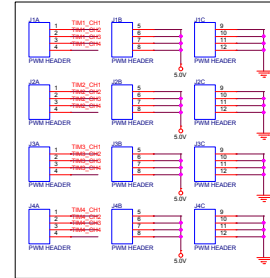 J1A J1B J1C
1 TIM1_CH1 5 9
2 TIM1_CH2 6 10
3 TIM1_CH3 7 11
4 TIM1_CH4 8 12
PWM HEADER PWM HEADER PWM HEADER
5.0V
J2A J2B J2C
1 TIM2_CH1 5 9
2 TIM2_CH2 6 10
3 TIM2_CH3 7 11
4 TIM2_CH4 8 12
PWM HEADER PWM HEADER PWM HEADER
5.0V
J3A J3B J3C
1 TIM3_CH1 5 9
2 TIM3_CH2 6 10
3 TIM3_CH3 7 11
4 TIM3_CH4 8 12
PWM HEADER PWM HEADER PWM HEADER
5.0V
J4A J4B J4C
1 TIM4_CH1 5 9
2 TIM4_CH2 6 10
3 TIM4_CH3 7 11
4 TIM4_CH4 8 12
PWM HEADER PWM HEADER PWM HEADER
5.0V